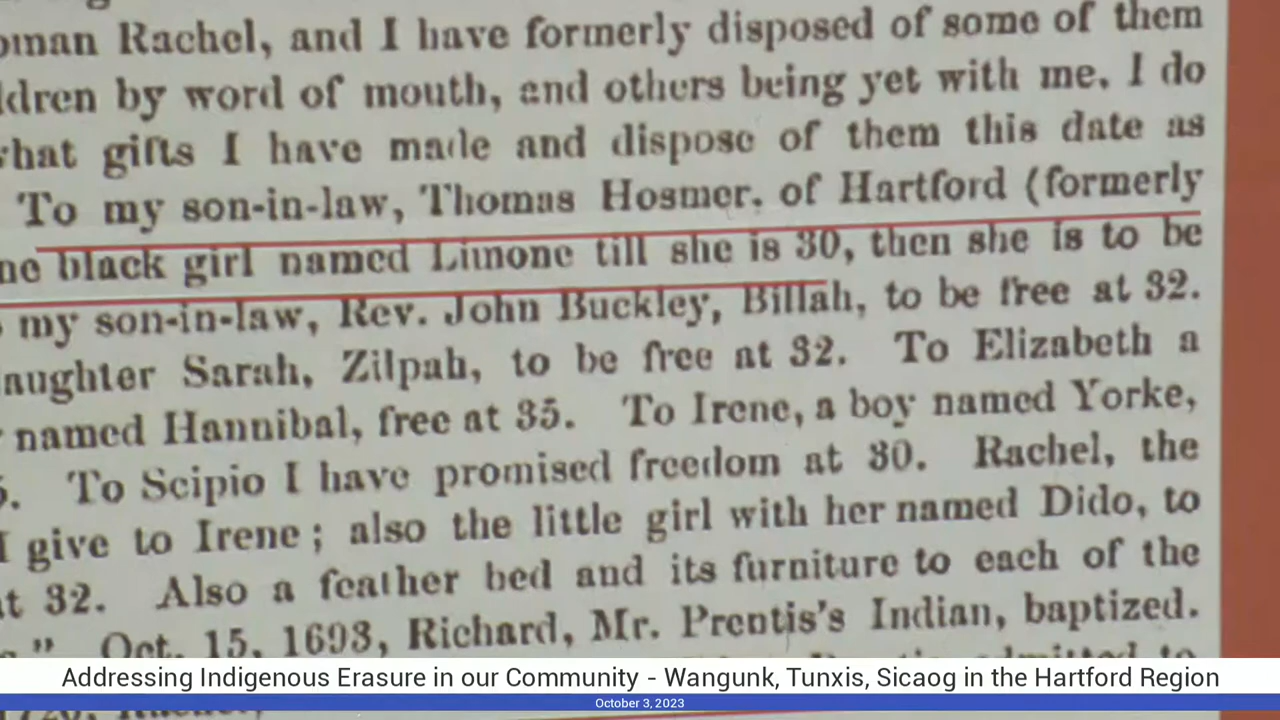 oman Rachel, and I have formerly disposed of some of them
ldren by word of mouth, and others being yet with me. I do
what gifts I have made and dispose of them this date as
To my son-in-law, Thomas Hosmer, of Hartford (formerly
ne black girl named Limone till she is 30, then she is to be
my son-in-law, Rev. John Buckley, Billah, to be free at 32.
aughter Sarah, Zilpah, to be free at 32. To Elizabeth a
named Hannibal, free at 35. To Irene, a boy named Yorke,
5. To Scipio I have promised freedom at 30. Rachel, the
I give to Irene; also the little girl with her named Dido, to
at 32. Also a feather bed and its furniture to each of the
" Oct. 15, 1693, Richard, Mr. Prentis's Indian, baptized.
admitted to
Addressing Indigenous Erasure in our Community - Wangunk, Tunxis, Sicaog in the Hartford Region
October 3, 2023